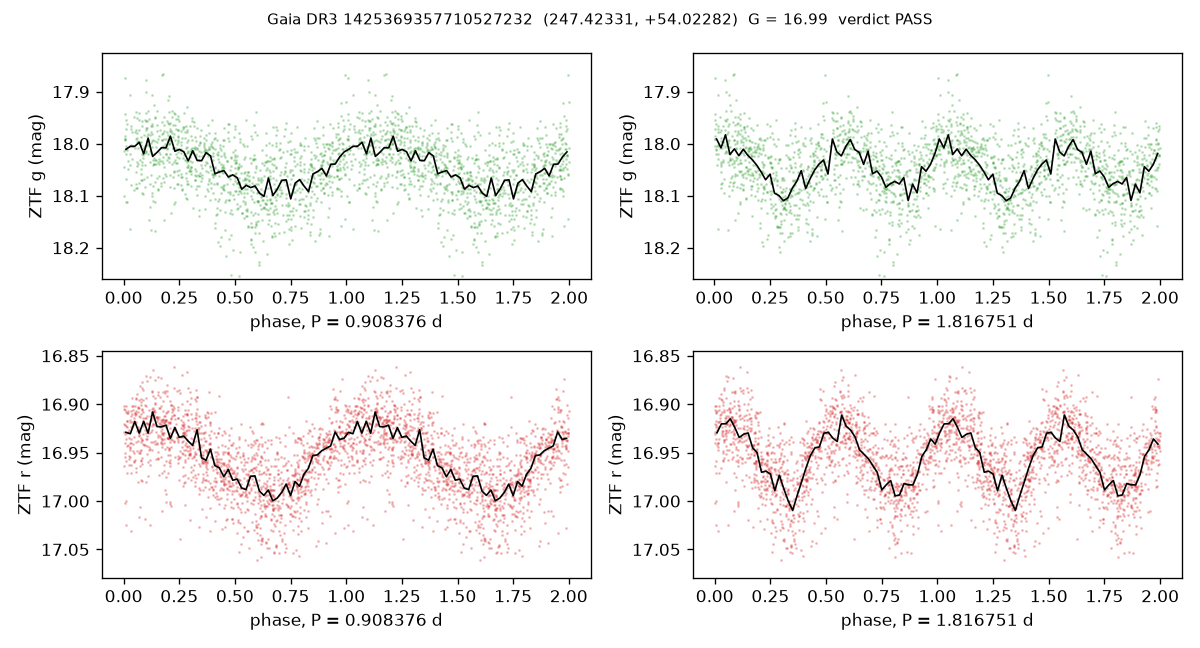 Gaia DR3 1425369357710527232 (247.42331, +54.02282) G = 16.99 verdict PASS
ZTF g (mag)
17.9
18.0
18.1
18.2
0.00 0.25 0.50 0.75 1.00 1.25 1.50 1.75 2.00
phase, P = 0.908376 d
ZTF g (mag)
17.9
18.0
18.1
18.2
0.00 0.25 0.50 0.75 1.00 1.25 1.50 1.75 2.00
phase, P = 1.816751 d
ZTF r (mag)
16.85
16.90
16.95
17.00
17.05
0.00 0.25 0.50 0.75 1.00 1.25 1.50 1.75 2.00
phase, P = 0.908376 d
ZTF r (mag)
16.85
16.90
16.95
17.00
17.05
0.00 0.25 0.50 0.75 1.00 1.25 1.50 1.75 2.00
phase, P = 1.816751 d